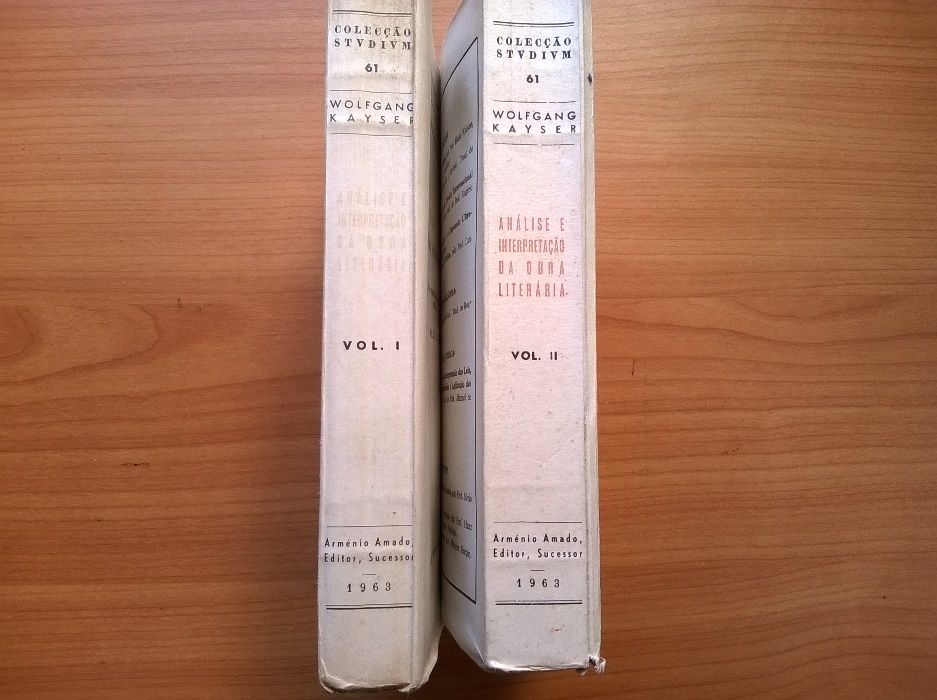 COLECÇÃO
STVDIVM
61
WOLFGANG
KAYSER
ANÁLISE E
INTERPRETAÇÃO
DA OBRA
LITERÁRIA
VOL. I
Arménio Amado,
Editor, Sucessor
1963
COLECÇÃO
STVDIVM
61
WOLFGANG
KAYSER
ANÁLISE E
INTERPRETAÇÃO
DA OBRA
LITERÁRIA
VOL. II
Arménio Amado,
Editor, Sucessor
1963